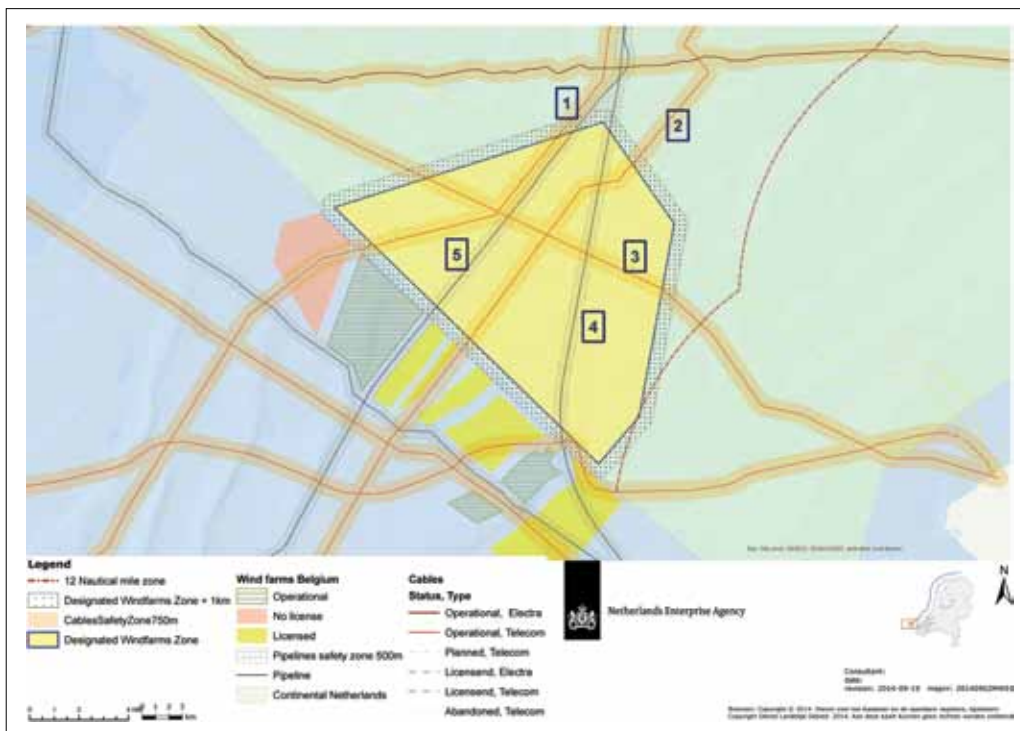 1
2
3
5
4
Legend
12 Nautical mile zone
Designated Windfarms Zone + 1km
CablesSafetyZone750m
Designated Windfarms Zone
Wind farms Belgium
Operational
No license
Licensed
Pipelines safety zone 500m
Pipeline
Continental Netherlands
Cables
Status, Type
Operational, Electra
Operational, Telecom
Planned, Telecom
Licensend, Electra
Licensend, Telecom
Abandoned, Telecom
Netherlands Enterprise Agency
N
Consultant:
km